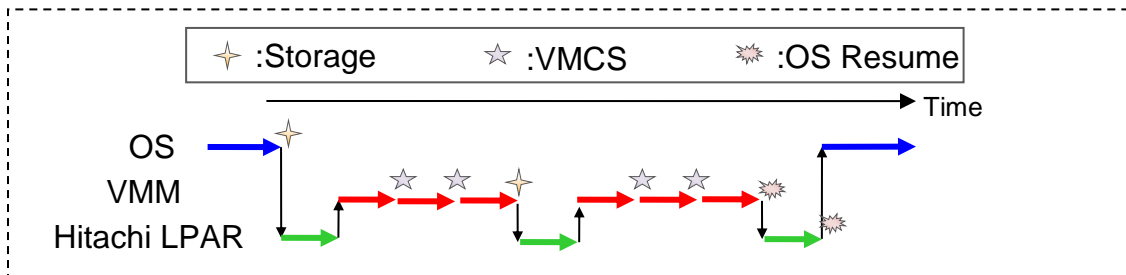 :Storage :VMCS :OS Resume
Time
OS
VMM
Hitachi LPAR